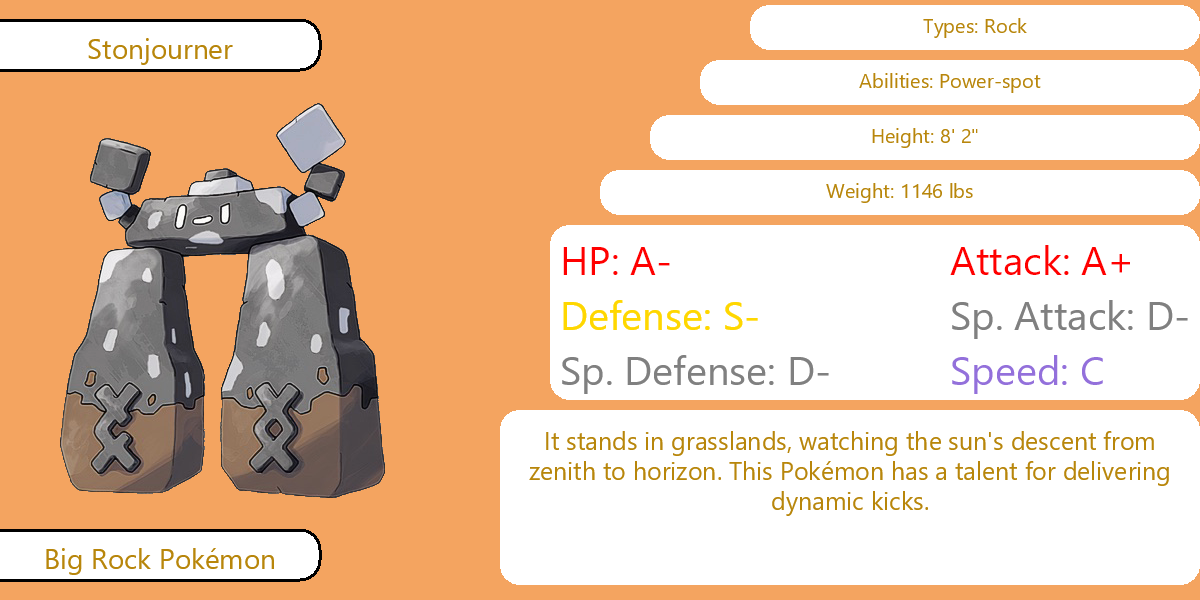 Stonjourner
Types: Rock
Abilities: Power-spot
Height: 8' 2"
Weight: 1146 lbs
HP: A-
Attack: A+
Defense: S-
Sp. Attack: D-
Sp. Defense: D-
Speed: C
It stands in grasslands, watching the sun's descent from
zenith to horizon. This Pokémon has a talent for delivering
dynamic kicks.
Big Rock Pokémon